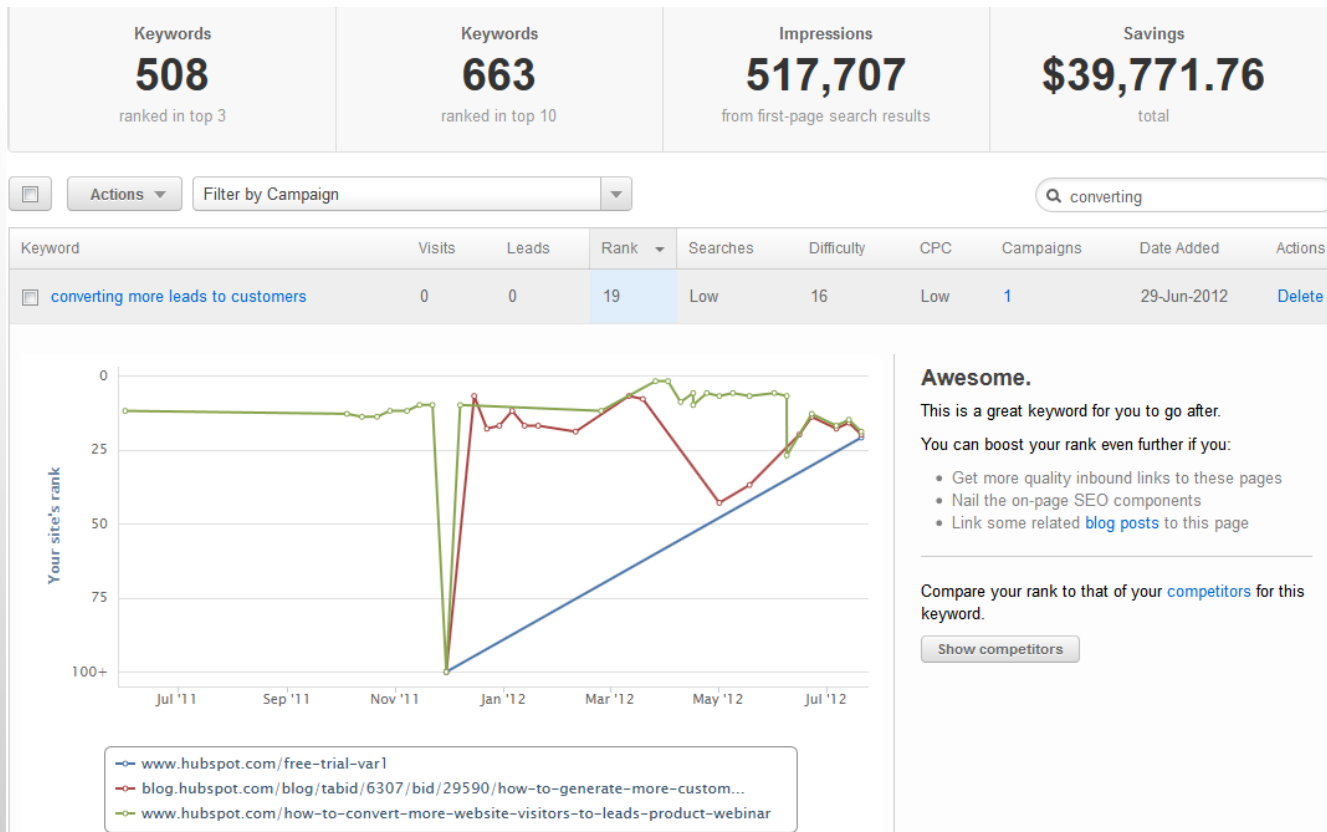 Keywords
508
ranked in top 3
Keywords
663
ranked in top 10
Impressions
517,707
from first-page search results
Savings
$39,771.76
total
Actions
Filter by Campaign
converting
Keyword Visits Leads Rank Searches Difficulty CPC Campaigns Date Added Actions
converting more leads to customers 0 0 19 Low 16 Low 1 29-Jun-2012 Delete
Your site's rank
0
25
50
75
100+
Jul '11 Sep '11 Nov '11 Jan '12 Mar '12 May '12 Jul '12
www.hubspot.com/free-trial-var1
blog.hubspot.com/blog/tabid/6307/bid/29590/how-to-generate-more-custom...
www.hubspot.com/how-to-convert-more-website-visitors-to-leads-product-webinar
Awesome.
This is a great keyword for you to go after.
You can boost your rank even further if you:
• Get more quality inbound links to these pages
• Nail the on-page SEO components
• Link some related blog posts to this page
Compare your rank to that of your competitors for this
keyword.
Show competitors